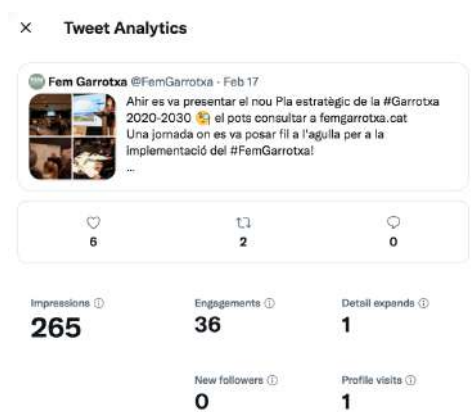 Tweet Analytics
Fem Garrotxa @FemGarrotxa · Feb 17
Ahir es va presentar el nou Pla estratègic de la #Garrotxa
2020-2030 el pots consultar a femgarrotxa.cat
Una jornada on es va posar fil a l'agulla per a la
implementació del #FemGarrotxa!
...
6 2 0
Impressions Engagements Detail expands
265 36 1
New followers Profile visits
0 1